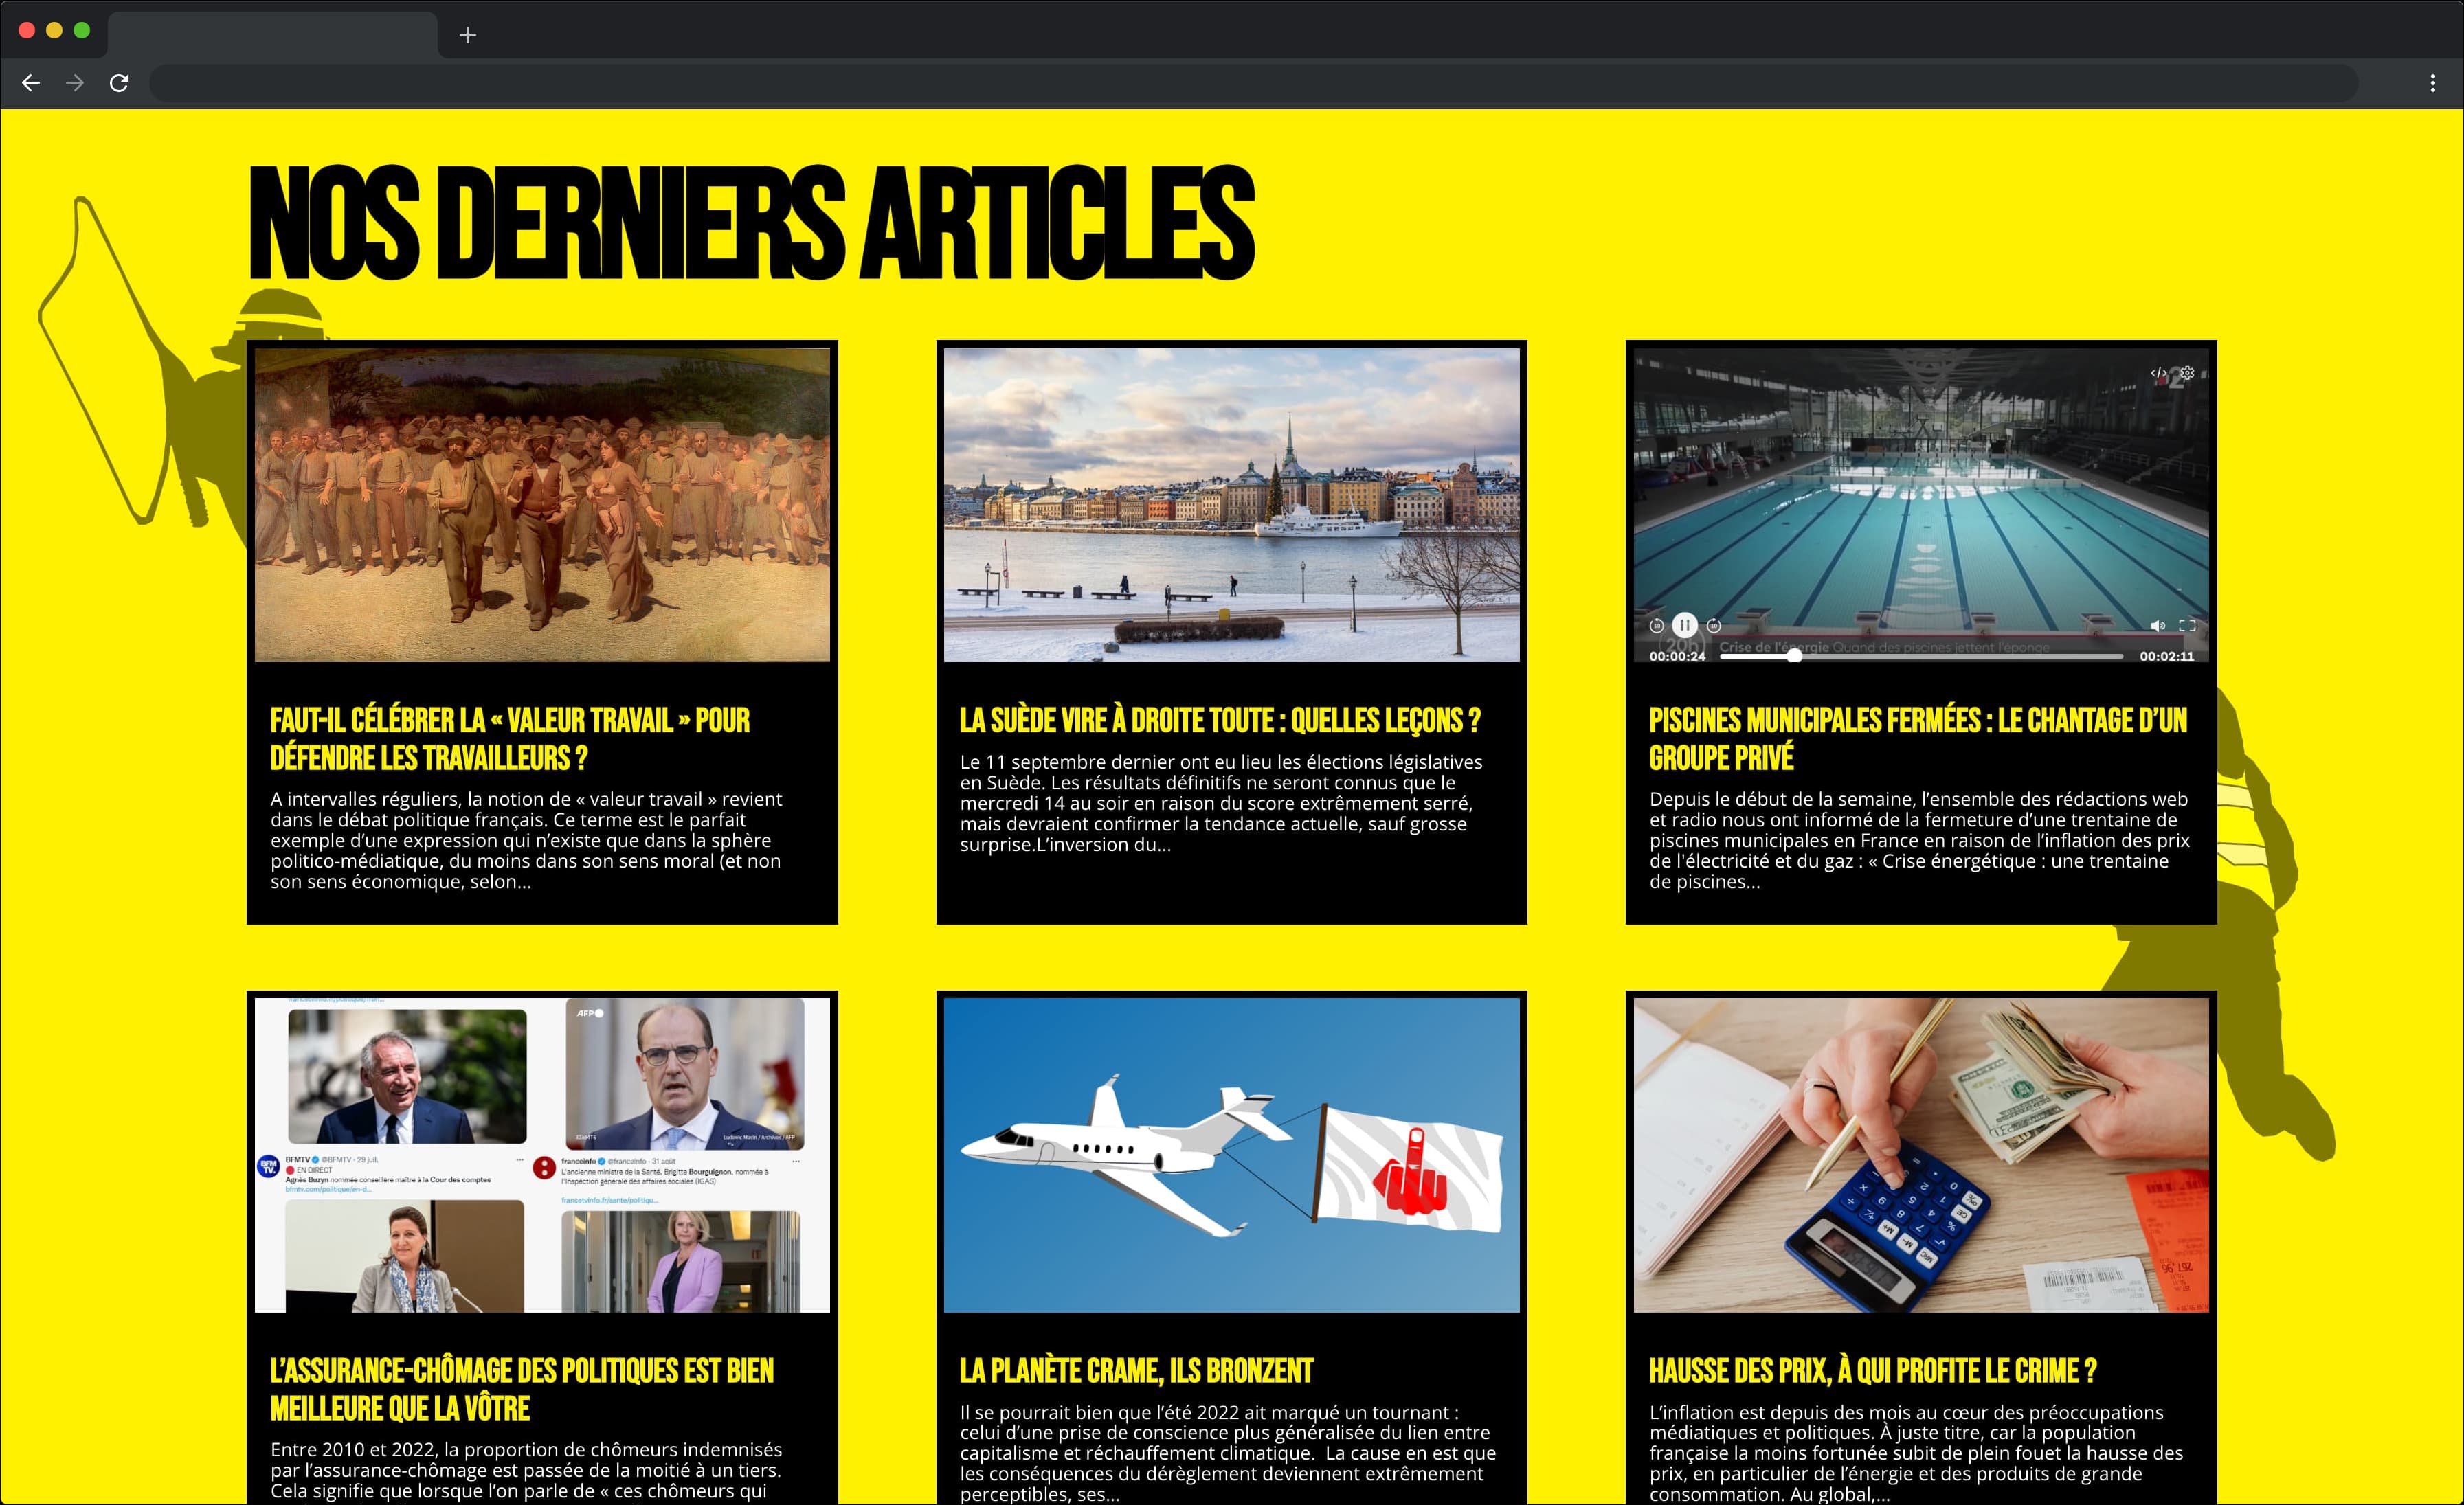 NOS DERNIERS ARTICLES
</>
00:00:24
Crise de l'énergie Quand des piscines jettent l'éponge
20h
00:02:11
FAUT-IL CÉLÉBRER LA « VALEUR TRAVAIL » POUR
DÉFENDRE LES TRAVAILLEURS ?
A intervalles réguliers, la notion de « valeur travail » revient
dans le débat politique français. Ce terme est le parfait
exemple d’une expression qui n’existe que dans la sphère
politico-médiatique, du moins dans son sens moral (et non
son sens économique, selon...
LA SUÈDE VIRE À DROITE TOUTE : QUELLES LEÇONS ?
Le 11 septembre dernier ont eu lieu les élections législatives
en Suède. Les résultats définitifs ne seront connus que le
mercredi 14 au soir en raison du score extrêmement serré,
mais devraient confirmer la tendance actuelle, sauf grosse
surprise.L’inversion du...
PISCINES MUNICIPALES FERMÉES : LE CHANTAGE D’UN
GROUPE PRIVÉ
Depuis le début de la semaine, l’ensemble des rédactions web
et radio nous ont informé de la fermeture d’une trentaine de
piscines municipales en France en raison de l’inflation des prix
de l'électricité et du gaz : « Crise énergétique : une trentaine
de piscines...
AFP
Ludovic Marin / Archives / AFP
BFM
TV.
BFMTV @BFMTV · 29 juil.
EN DIRECT
Agnès Buzyn nommée conseillère maître à la Cour des comptes
bfmtv.com/politique/en-d...
franceinfo @franceinfo · 31 août
L'ancienne ministre de la Santé, Brigitte Bourguignon, nommée à
l'Inspection générale des affaires sociales (IGAS)
francetvinfo.fr/sante/politiqu...
L’ASSURANCE-CHÔMAGE DES POLITIQUES EST BIEN
MEILLEURE QUE LA VÔTRE
Entre 2010 et 2022, la proportion de chômeurs indemnisés
par l’assurance-chômage est passée de la moitié à un tiers.
Cela signifie que lorsque l’on parle de « ces chômeurs qui
LA PLANÈTE CRAME, ILS BRONZENT
Il se pourrait bien que l’été 2022 ait marqué un tournant :
celui d’une prise de conscience plus généralisée du lien entre
capitalisme et réchauffement climatique.  La cause en est que
les conséquences du dérèglement deviennent extrêmement
perceptibles, ses...
HAUSSE DES PRIX, À QUI PROFITE LE CRIME ?
L’inflation est depuis des mois au cœur des préoccupations
médiatiques et politiques. À juste titre, car la population
française la moins fortunée subit de plein fouet la hausse des
prix, en particulier de l’énergie et des produits de grande
consommation. Au global,...